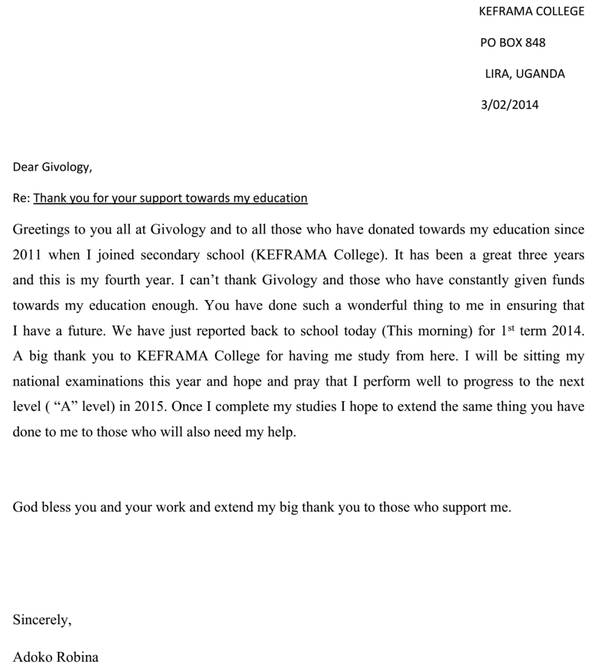 KEFRAMA COLLEGE
PO BOX 848
LIRA, UGANDA
3/02/2014
Dear Givology,
Re: Thank you for your support towards my education
Greetings to you all at Givology and to all those who have donated towards my education since
2011 when I joined secondary school (KEFRAMA College). It has been a great three years
and this is my fourth year. I can’t thank Givology and those who have constantly given funds
towards my education enough. You have done such a wonderful thing to me in ensuring that
I have a future. We have just reported back to school today (This morning) for 1st term 2014.
A big thank you to KEFRAMA College for having me study from here. I will be sitting my
national examinations this year and hope and pray that I perform well to progress to the next
level ( “A” level) in 2015. Once I complete my studies I hope to extend the same thing you have
done to me to those who will also need my help.
God bless you and your work and extend my big thank you to those who support me.
Sincerely,
Adoko Robina